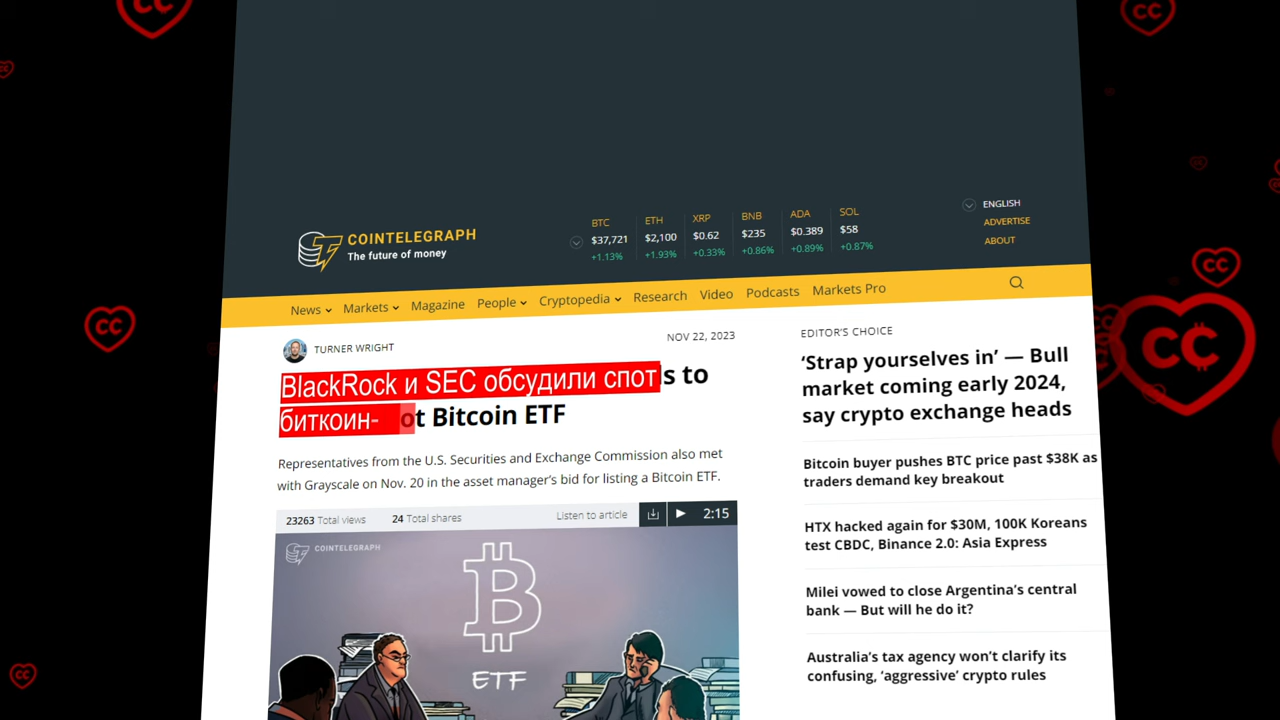 COINTELEGRAPH
The future of money
BTC
$37,721
+1.13%
ETH
$2,100
+1.93%
XRP
$0.62
+0.33%
BNB
$235
+0.86%
ADA
$0.389
+0.89%
SOL
$58
+0.87%
ENGLISH
ADVERTISE
ABOUT
News Markets Magazine People Cryptopedia Research Video Podcasts Markets Pro
TURNER WRIGHT
NOV 22, 2023
BlackRock и SEC обсудили спот s to
биткоин- ot Bitcoin ETF
Representatives from the U.S. Securities and Exchange Commission also met
with Grayscale on Nov. 20 in the asset manager's bid for listing a Bitcoin ETF.
23263 Total views 24 Total shares Listen to article 2:15
COINTELEGRAPH
ETF
EDITOR'S CHOICE
‘Strap yourselves in’ — Bull
market coming early 2024,
say crypto exchange heads
Bitcoin buyer pushes BTC price past $38K as
traders demand key breakout
HTX hacked again for $30M, 100K Koreans
test CBDC, Binance 2.0: Asia Express
Milei vowed to close Argentina's central
bank — But will he do it?
Australia's tax agency won't clarify its
confusing, ‘aggressive’ crypto rules